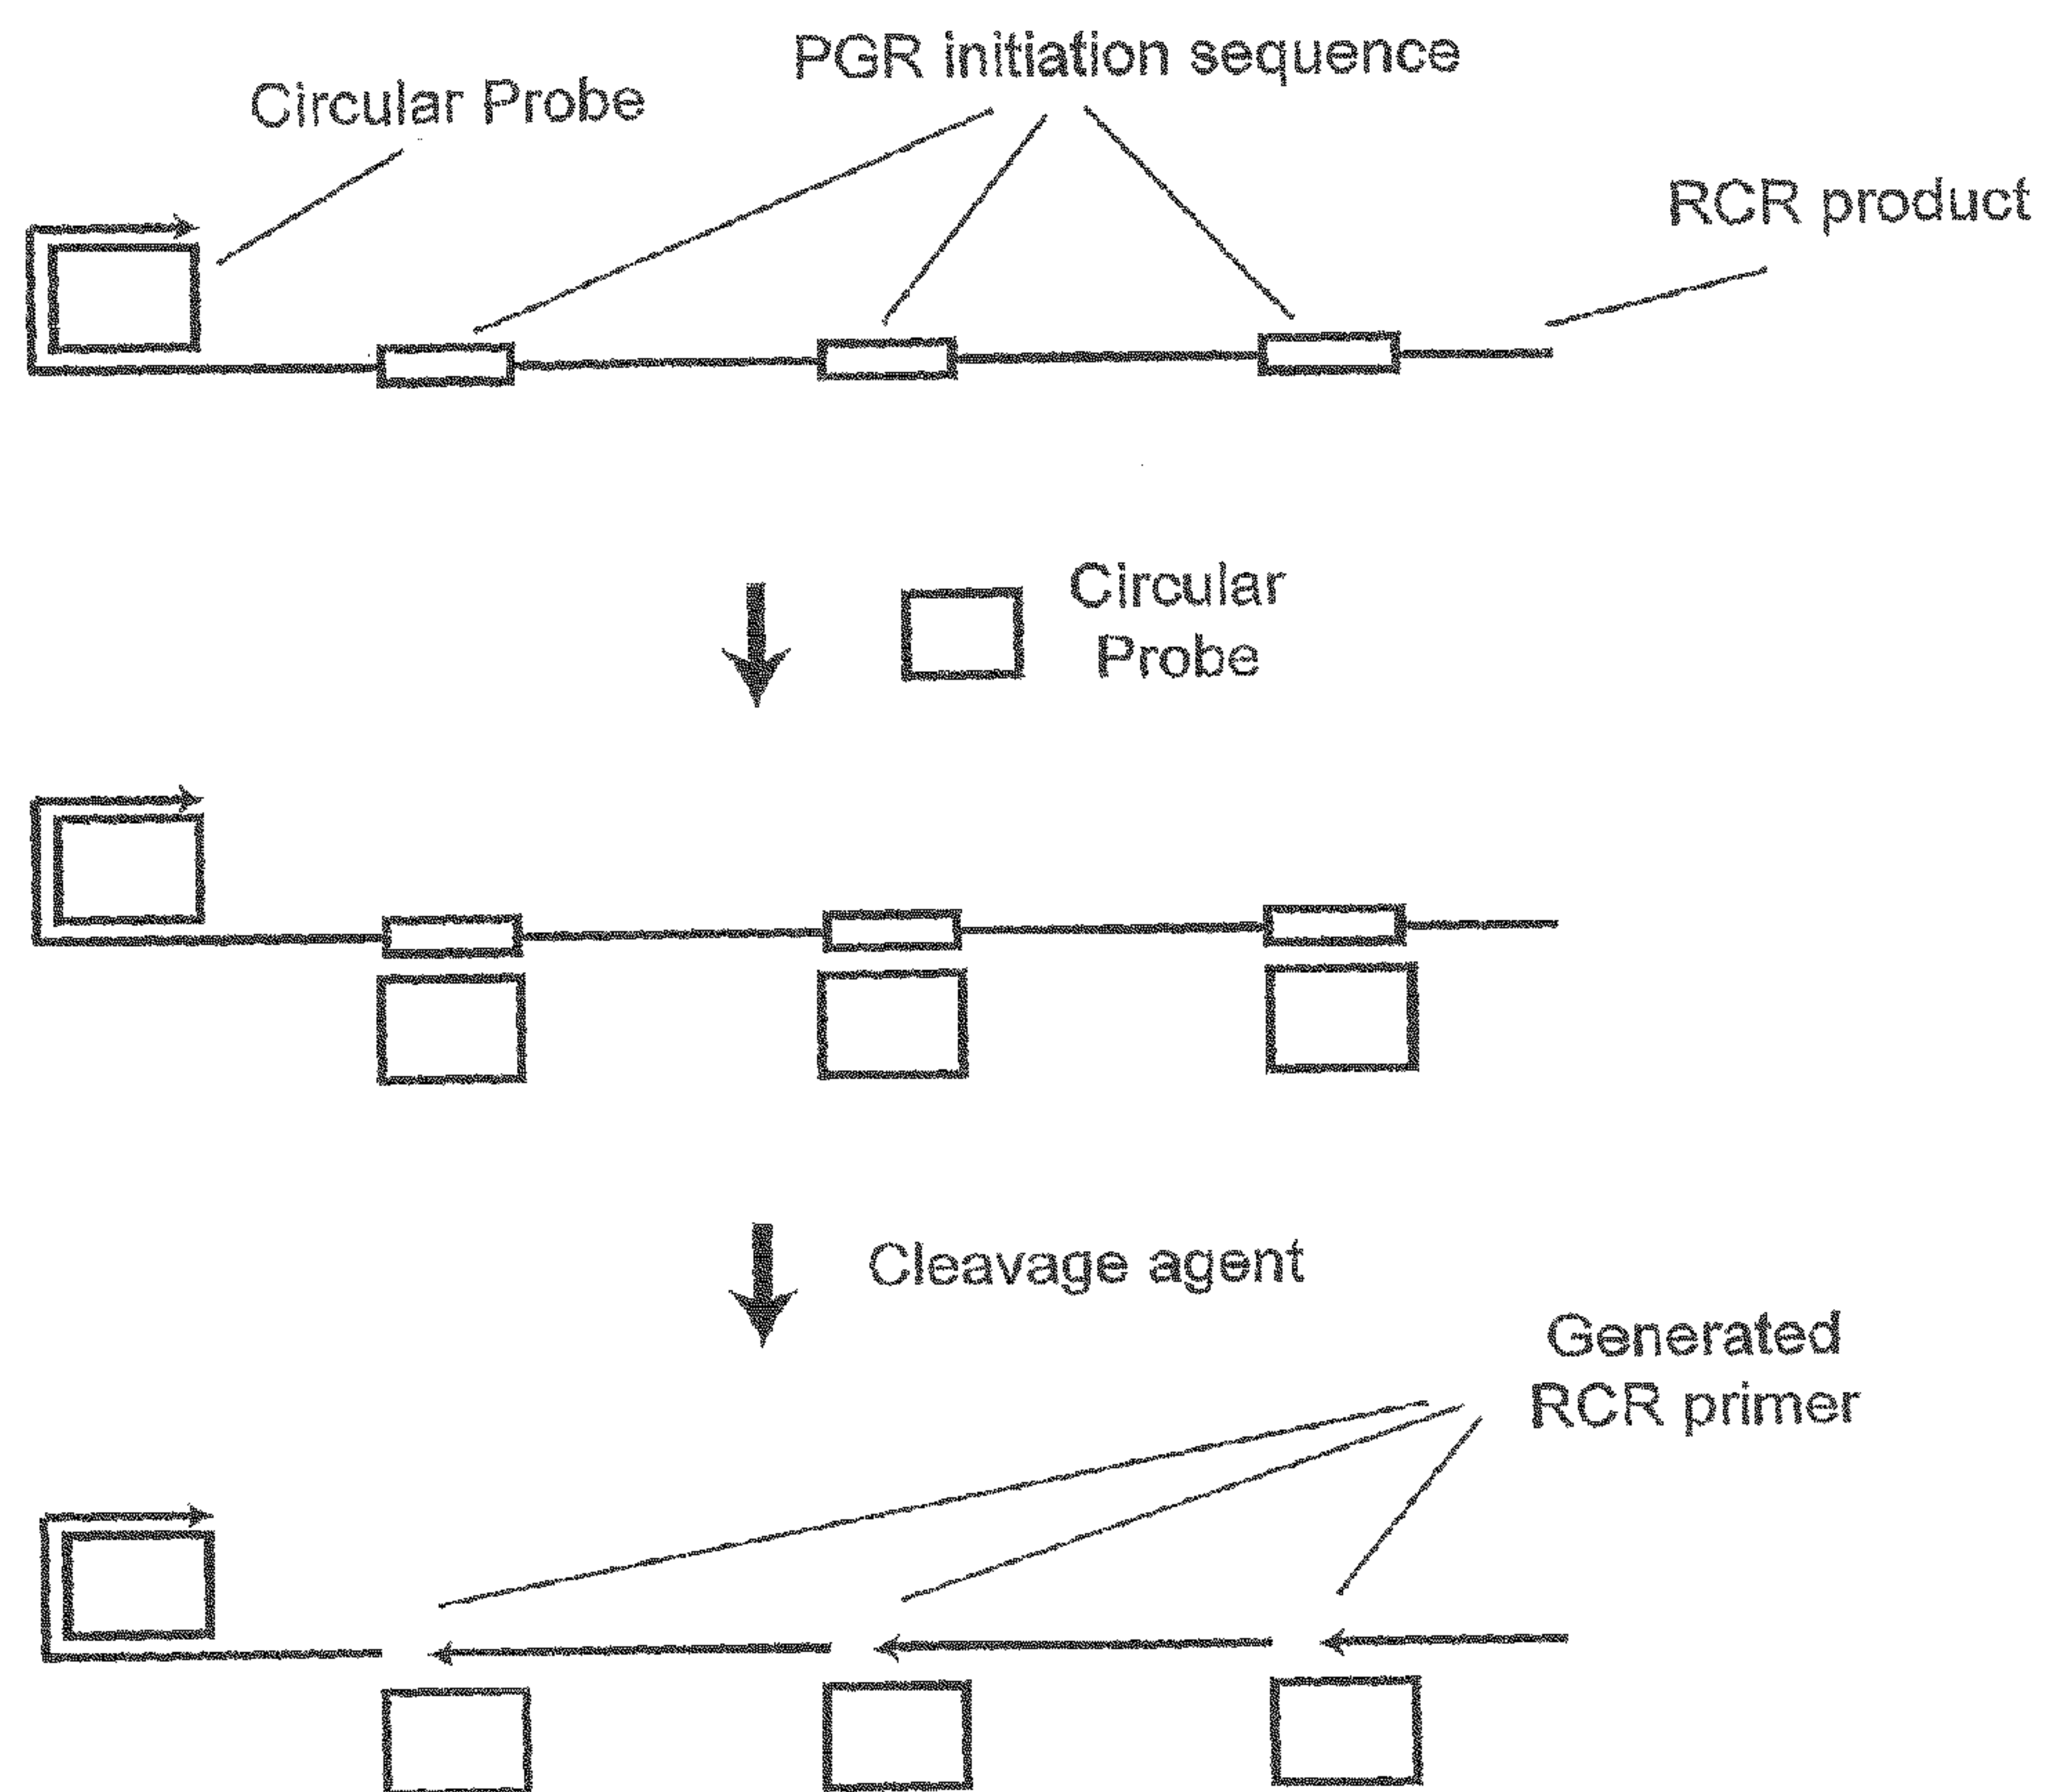 PGR initiation sequence
Circular Probe
RCR product
Circular
Probe
Cleavage agent
Generated
RCR primer